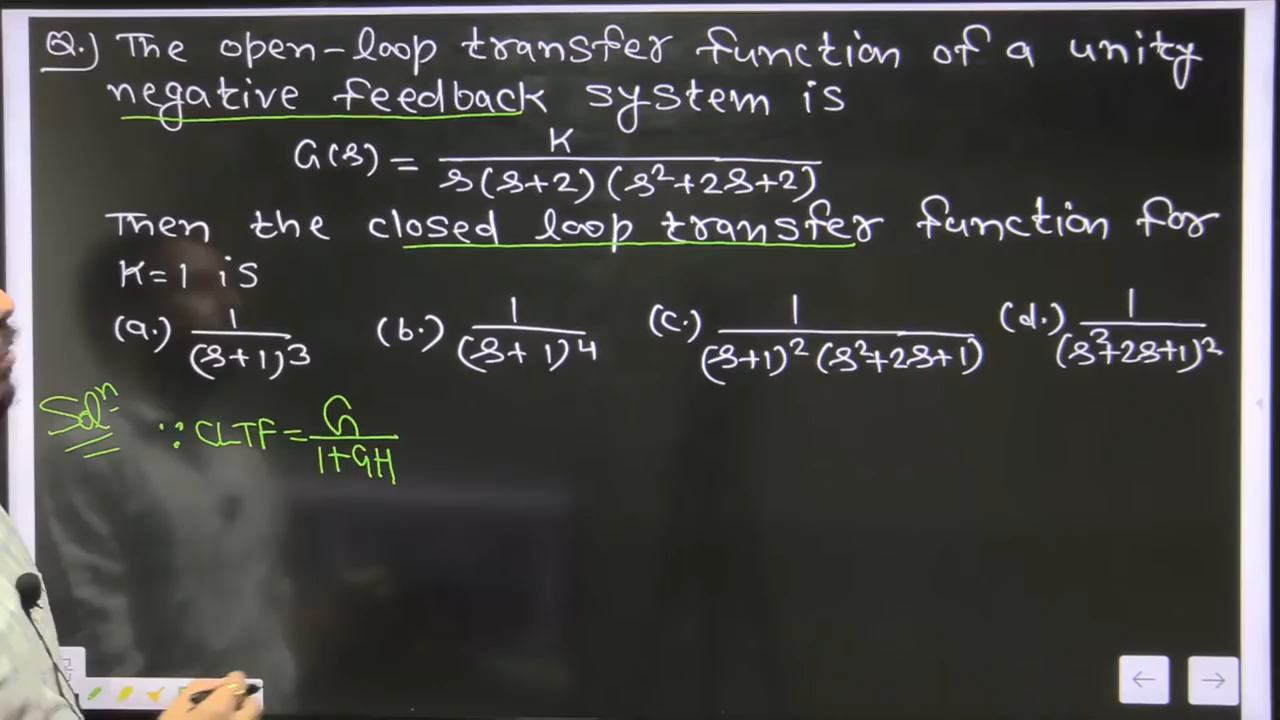 Q.) The open-loop transfer function of a unity
negative feedback system is
G(s) = K / s(s+2)(s²+2s+2)
Then the closed loop transfer function for
K=1 is
(a.) 1/(s+1)³ (b.) 1/(s+1)⁴ (c.) 1/(s+1)²(s²+2s+1) (d.) 1/(s²+2s+1)²
Solⁿ:- ∵ CLTF = G/1+GH